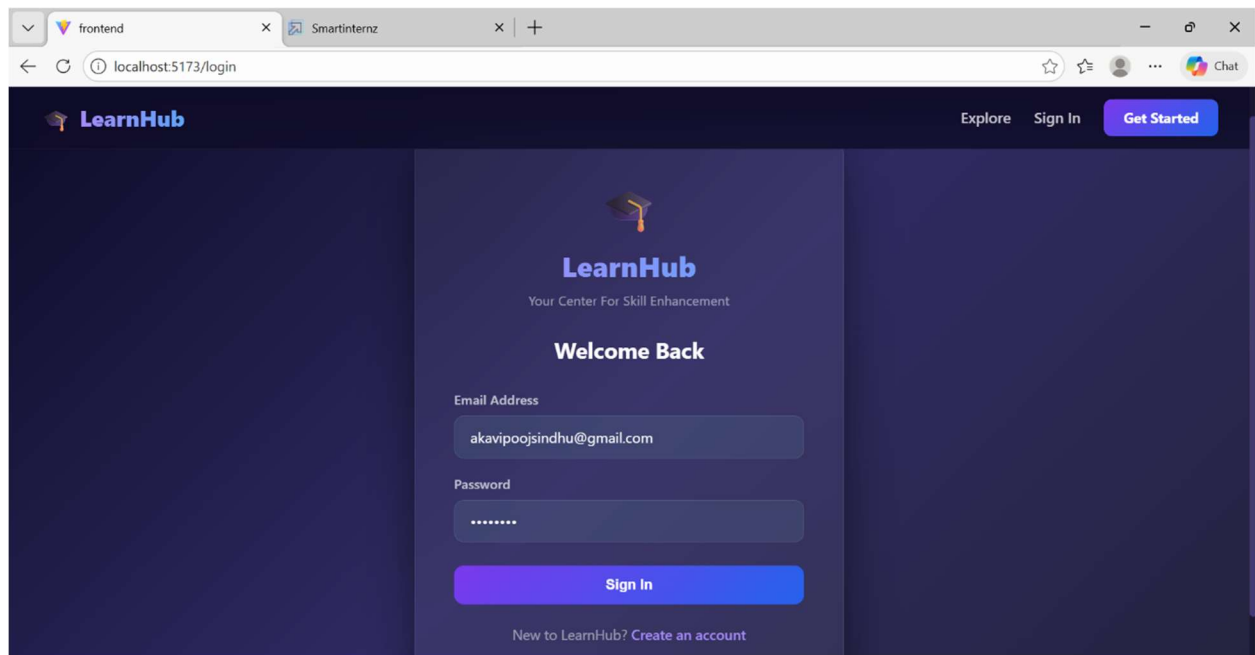 frontend
Smartinternz
localhost:5173/login
Chat
LearnHub
Explore Sign In Get Started
LearnHub
Your Center For Skill Enhancement
Welcome Back
Email Address
akavipoojsindhu@gmail.com
Password
••••••••
Sign In
New to LearnHub? Create an account